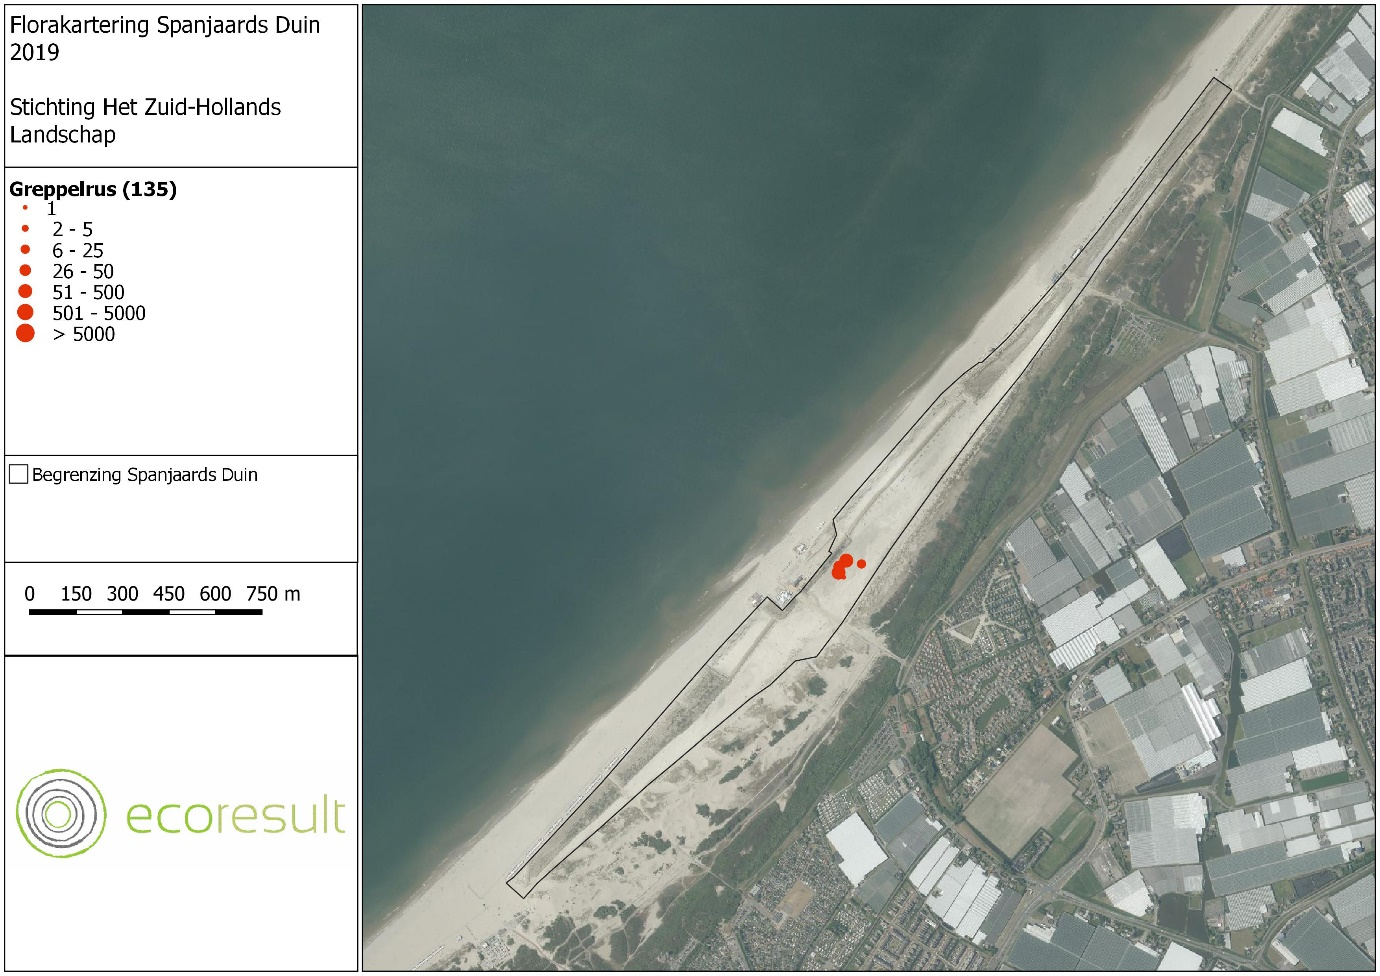 Florakartering Spanjaards Duin
2019
Stichting Het Zuid-Hollands
Landschap
Greppelrus (135)
1
2 - 5
6 - 25
26 - 50
51 - 500
501 - 5000
> 5000
Begrenzing Spanjaards Duin
0 150 300 450 600 750 m
ecoresult